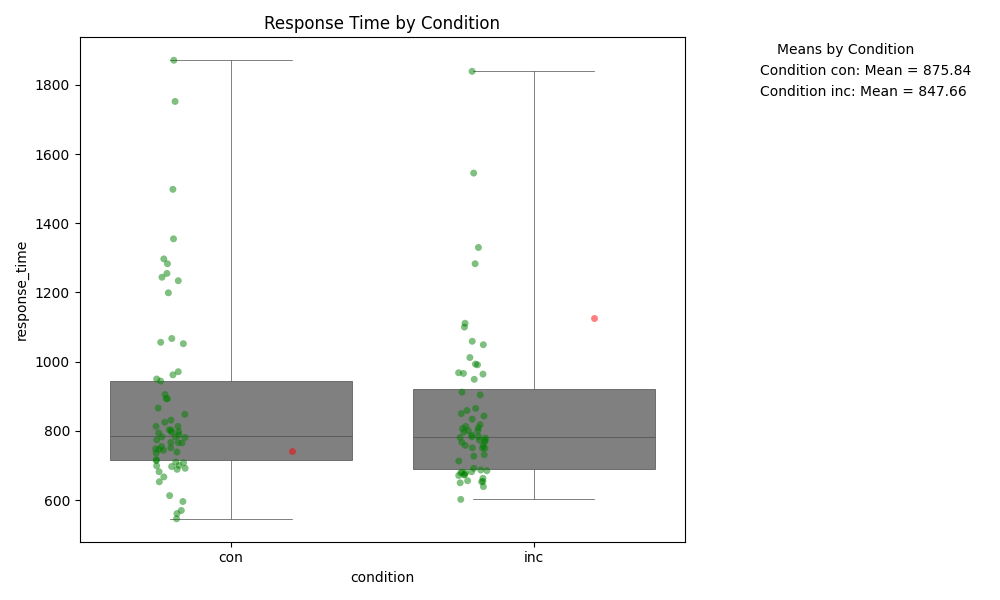 Response Time by Condition
Means by Condition
Condition con: Mean = 875.84
Condition inc: Mean = 847.66
response_time
1800
1600
1400
1200
1000
800
600
con
inc
condition